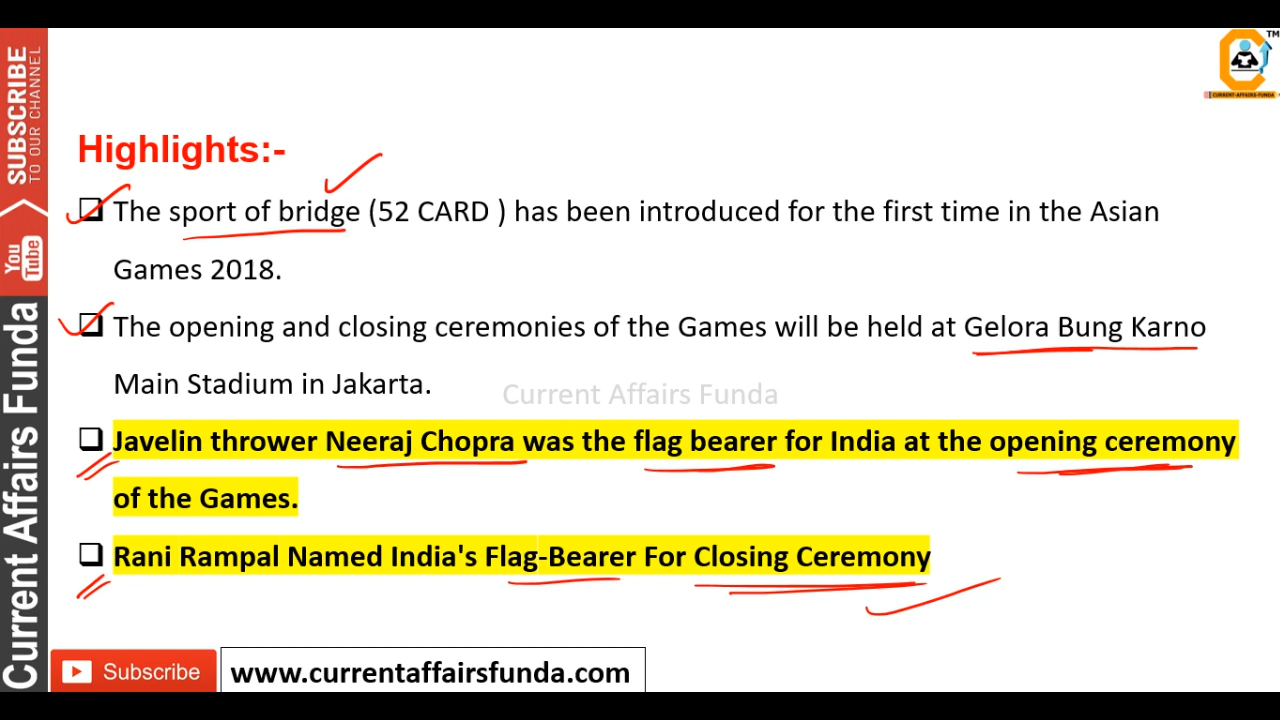 SUBSCRIBE
TO OUR CHANNEL
You Tube
Current Affairs Funda
TM
CURRENT-AFFAIRS-FUNDA
Highlights:-
The sport of bridge (52 CARD ) has been introduced for the first time in the Asian
Games 2018.
The opening and closing ceremonies of the Games will be held at Gelora Bung Karno
Main Stadium in Jakarta.
Current Affairs Funda
Javelin thrower Neeraj Chopra was the flag bearer for India at the opening ceremony
of the Games.
Rani Rampal Named India's Flag-Bearer For Closing Ceremony
Subscribe
www.currentaffairsfunda.com